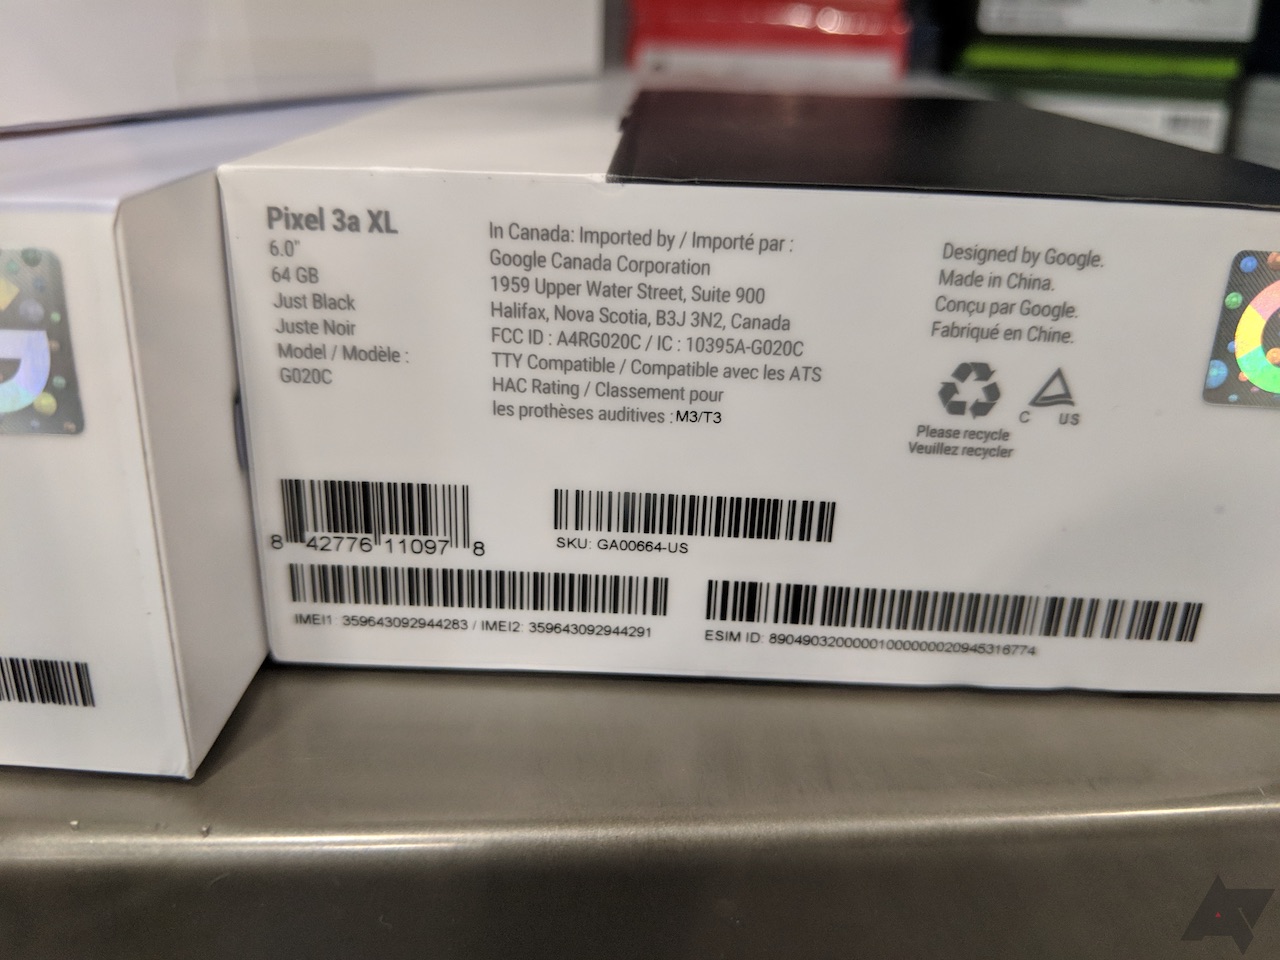 Pixel 3a XL
6.0"
64 GB
Just Black
Juste Noir
Model / Modèle :
G020C
In Canada: Imported by / Importé par :
Google Canada Corporation
1959 Upper Water Street, Suite 900
Halifax, Nova Scotia, B3J 3N2, Canada
FCC ID : A4RG020C / IC : 10395A-G020C
TTY Compatible / Compatible avec les ATS
HAC Rating / Classement pour
les prothèses auditives : M3/T3
Designed by Google.
Made in China.
Conçu par Google.
Fabriqué en Chine.
C US
Please recycle
Veuillez recycler
8 42776 11097 8
SKU: GA00664-US
IMEI1: 359643092944283 / IMEI2: 359643092944291
ESIM ID: 89049032000001000000020945316774